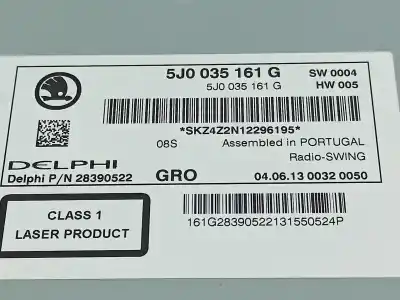 5J0 035 161 G SW 0004
5J0 035 161 G HW 005
*SKZ4Z2N12296195*
08S Assembled in PORTUGAL
Radio-SWING
DELPHI
Delphi P/N 28390522 GRO 04.06.13 0032 0050
CLASS 1
LASER PRODUCT
161G28390522131550524P